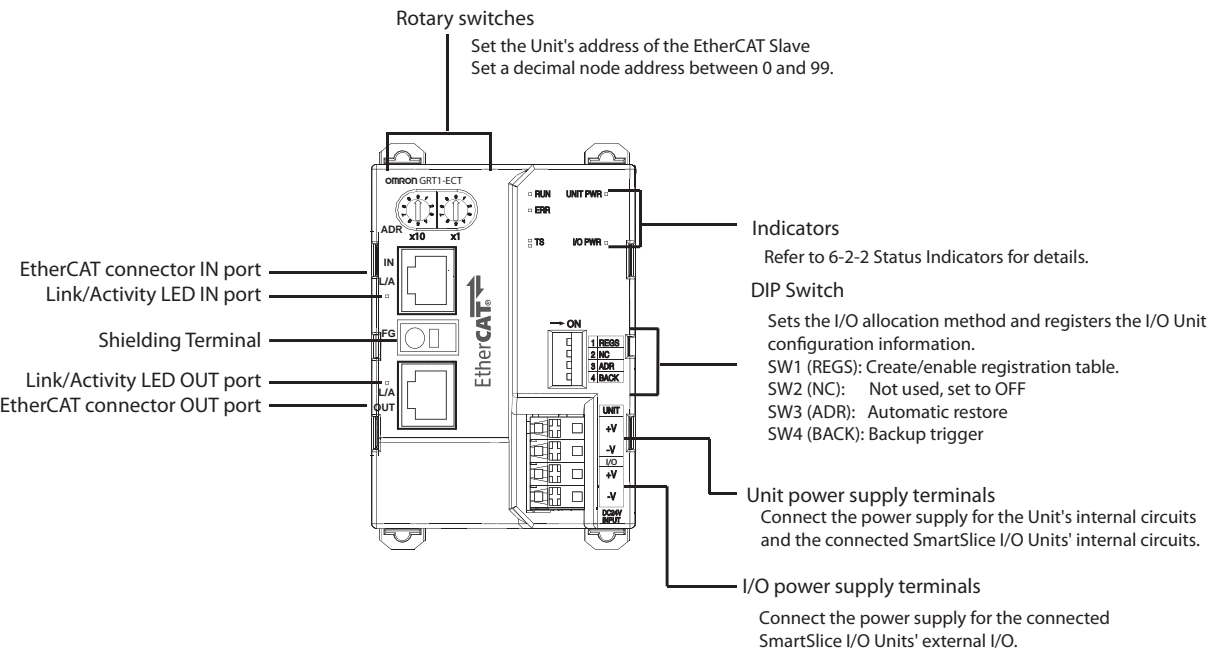 Rotary switches
Set the Unit's address of the EtherCAT Slave
Set a decimal node address between 0 and 99.
OMRON GRT1-ECT
ADR
x10 x1
RUN UNIT PWR
ERR
TS I/O PWR
IN
L/A
FG
L/A
OUT
EtherCAT®
→ ON
1 REGS
2 NC
3 ADR
4 BACK
UNIT
+V
-V
I/O
+V
-V
DC24V
INPUT
EtherCAT connector IN port
Link/Activity LED IN port
Shielding Terminal
Link/Activity LED OUT port
EtherCAT connector OUT port
Indicators
Refer to 6-2-2 Status Indicators for details.
DIP Switch
Sets the I/O allocation method and registers the I/O Unit
configuration information.
SW1 (REGS): Create/enable registration table.
SW2 (NC): Not used, set to OFF
SW3 (ADR): Automatic restore
SW4 (BACK): Backup trigger
Unit power supply terminals
Connect the power supply for the Unit's internal circuits
and the connected SmartSlice I/O Units' internal circuits.
I/O power supply terminals
Connect the power supply for the connected
SmartSlice I/O Units' external I/O.